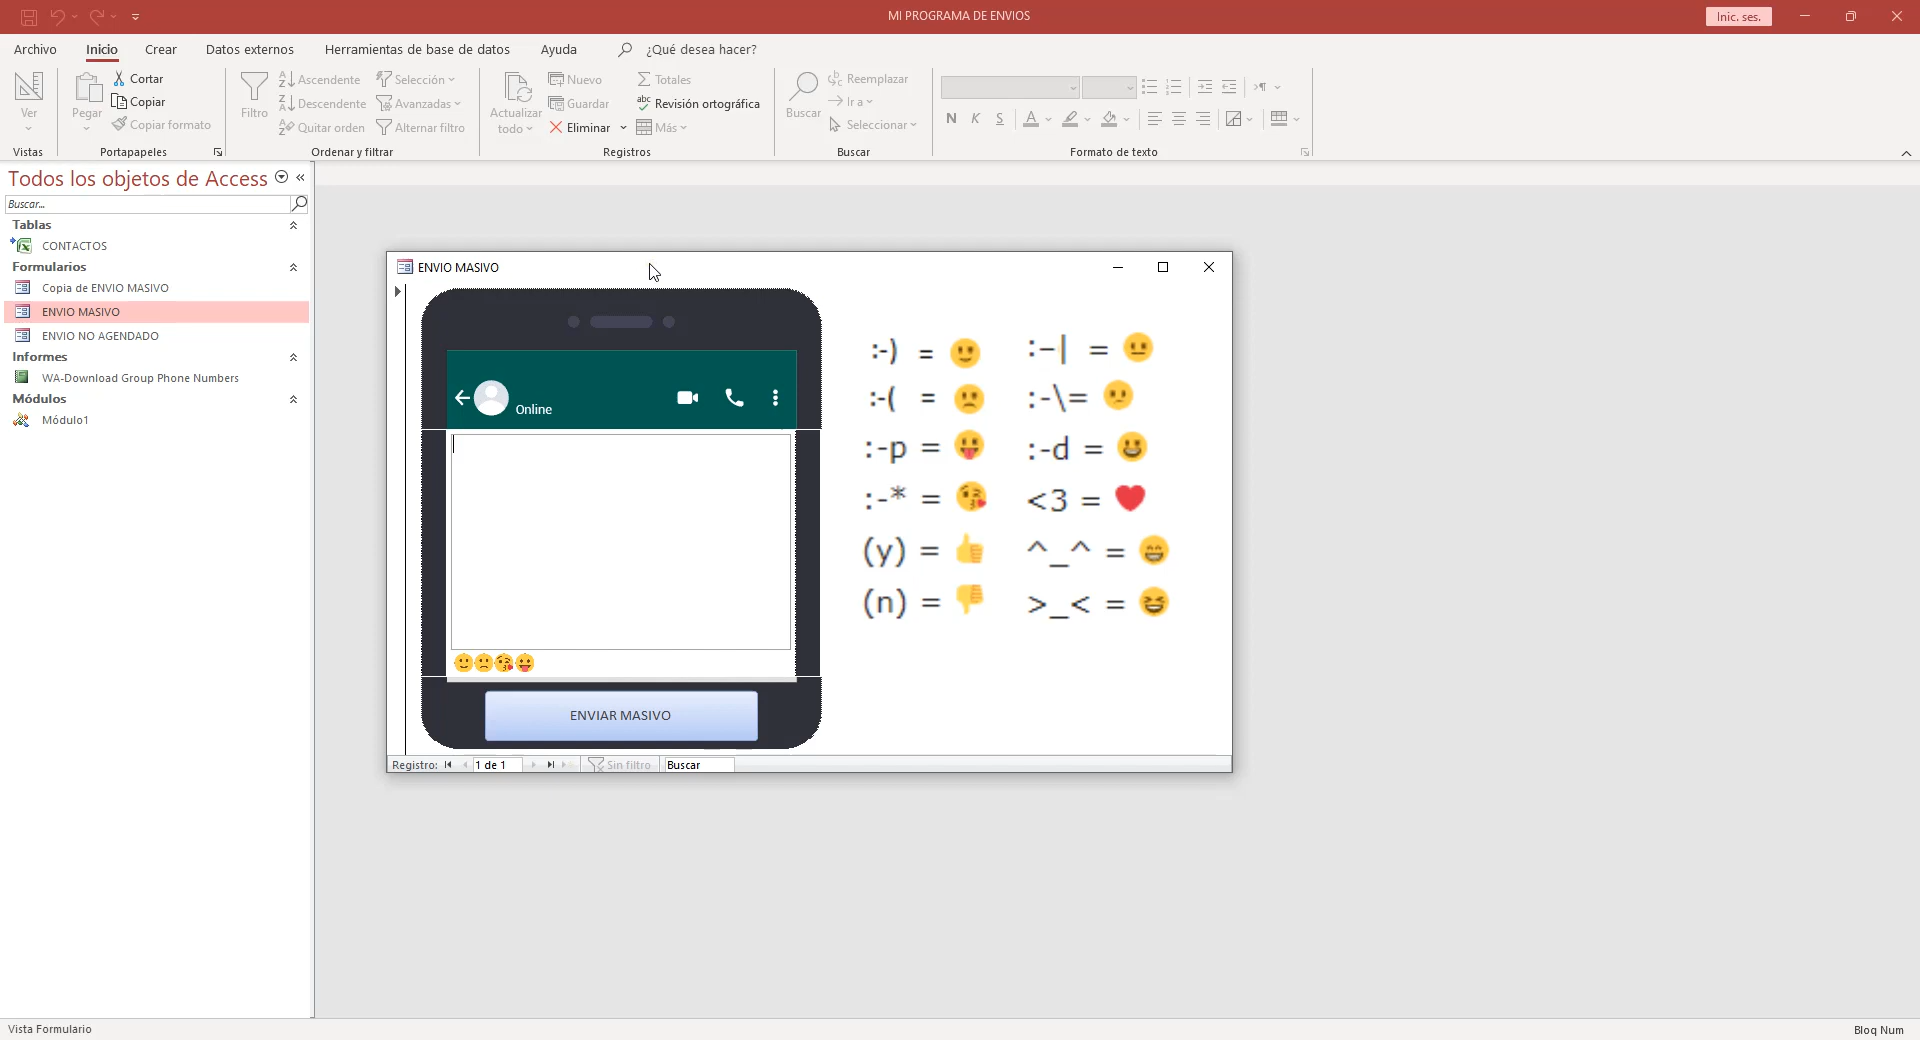 MI PROGRAMA DE ENVIOS
Inic. ses.
Archivo Inicio Crear Datos externos Herramientas de base de datos Ayuda ¿Qué desea hacer?
Ver
Vistas
Pegar
Cortar
Copiar
Copiar formato
Portapapeles
Filtro
Ascendente
Descendente
Quitar orden
Selección
Avanzadas
Alternar filtro
Ordenar y filtrar
Actualizar
todo
Nuevo
Guardar
Eliminar
Totales
Revisión ortográfica
Más
Registros
Buscar
Reemplazar
Ir a
Seleccionar
Buscar
N K S A
Formato de texto
Todos los objetos de Access
Buscar...
Tablas
CONTACTOS
Formularios
Copia de ENVIO MASIVO
ENVIO MASIVO
ENVIO NO AGENDADO
Informes
WA-Download Group Phone Numbers
Módulos
Módulo1
ENVIO MASIVO
Online
:-) = 🙂 :-| = 😐
:-( = 🙁 :-\= 🫤
:-p = 😛 :-d = 😃
:-* = 😘 <3 = ❤
(y) = 👍 ^_^ = 😄
(n) = 👎 >_< = 😆
🙂🙁😘😛
ENVIAR MASIVO
Registro: 1 de 1 Sin filtro Buscar
Vista Formulario
Bloq Num